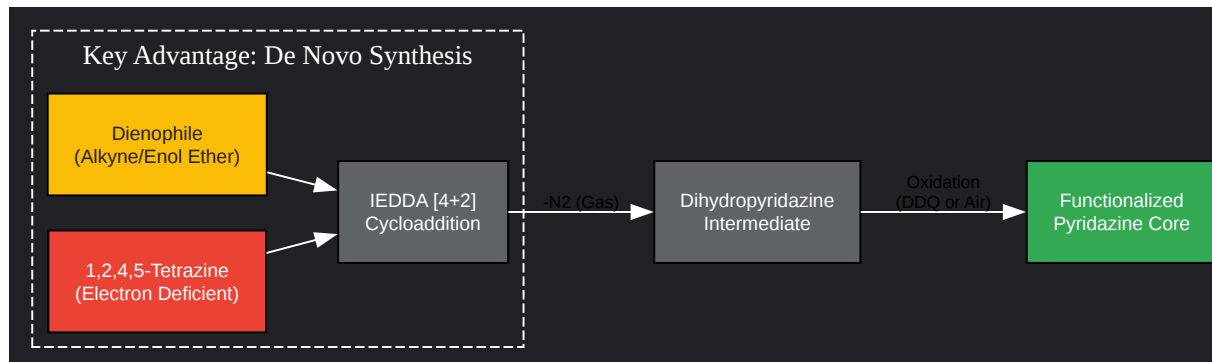 Key Advantage: De Novo Synthesis
Dienophile
(Alkyne/Enol Ether)
1,2,4,5-Tetrazine
(Electron Deficient)
IEDDA [4+2]
Cycloaddition
-N2 (Gas)
Dihydropyridazine
Intermediate
Oxidation
(DDQ or Air)
Functionalized
Pyridazine Core